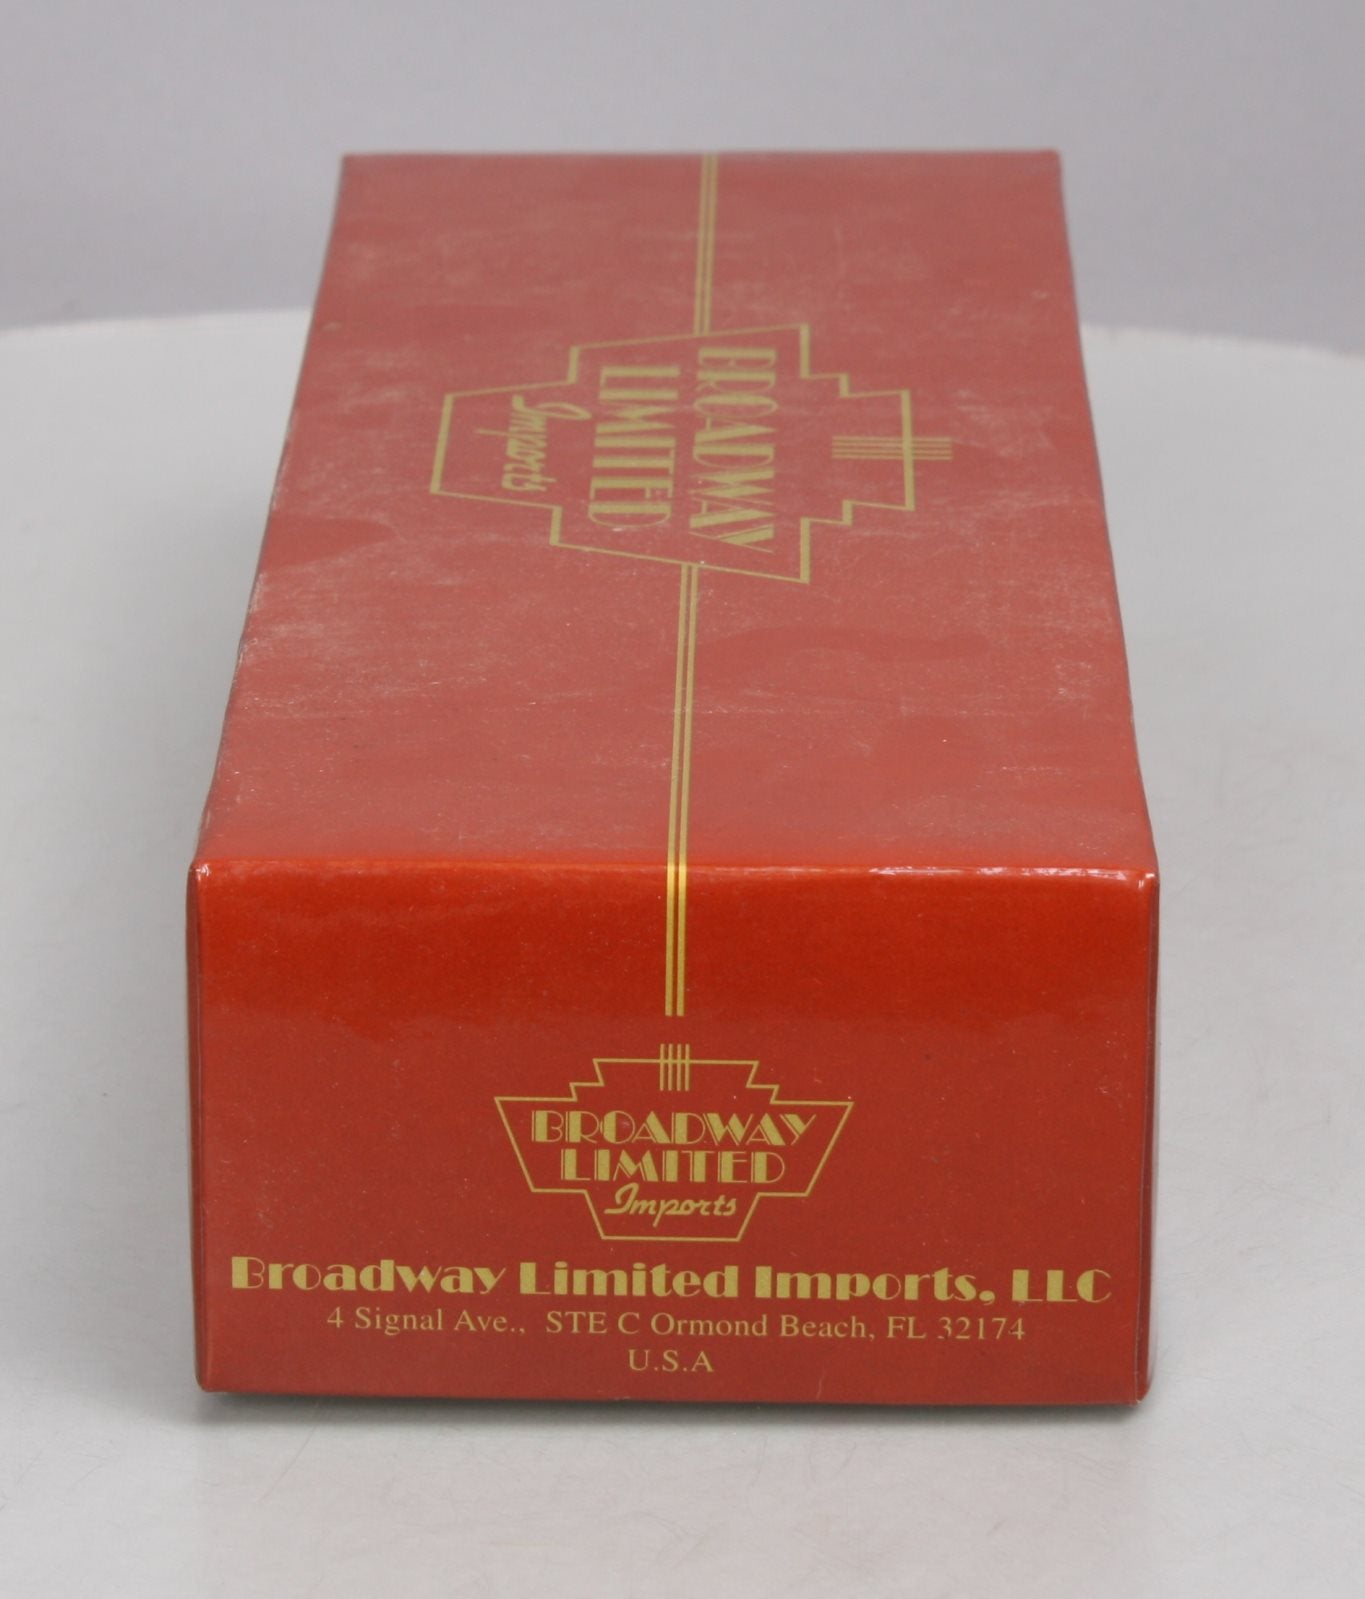 BROADWAY
LIMITED
Imports
BROADWAY
LIMITED
Imports
Broadway Limited Imports, LLC
4 Signal Ave., STE C Ormond Beach, FL 32174
U.S.A